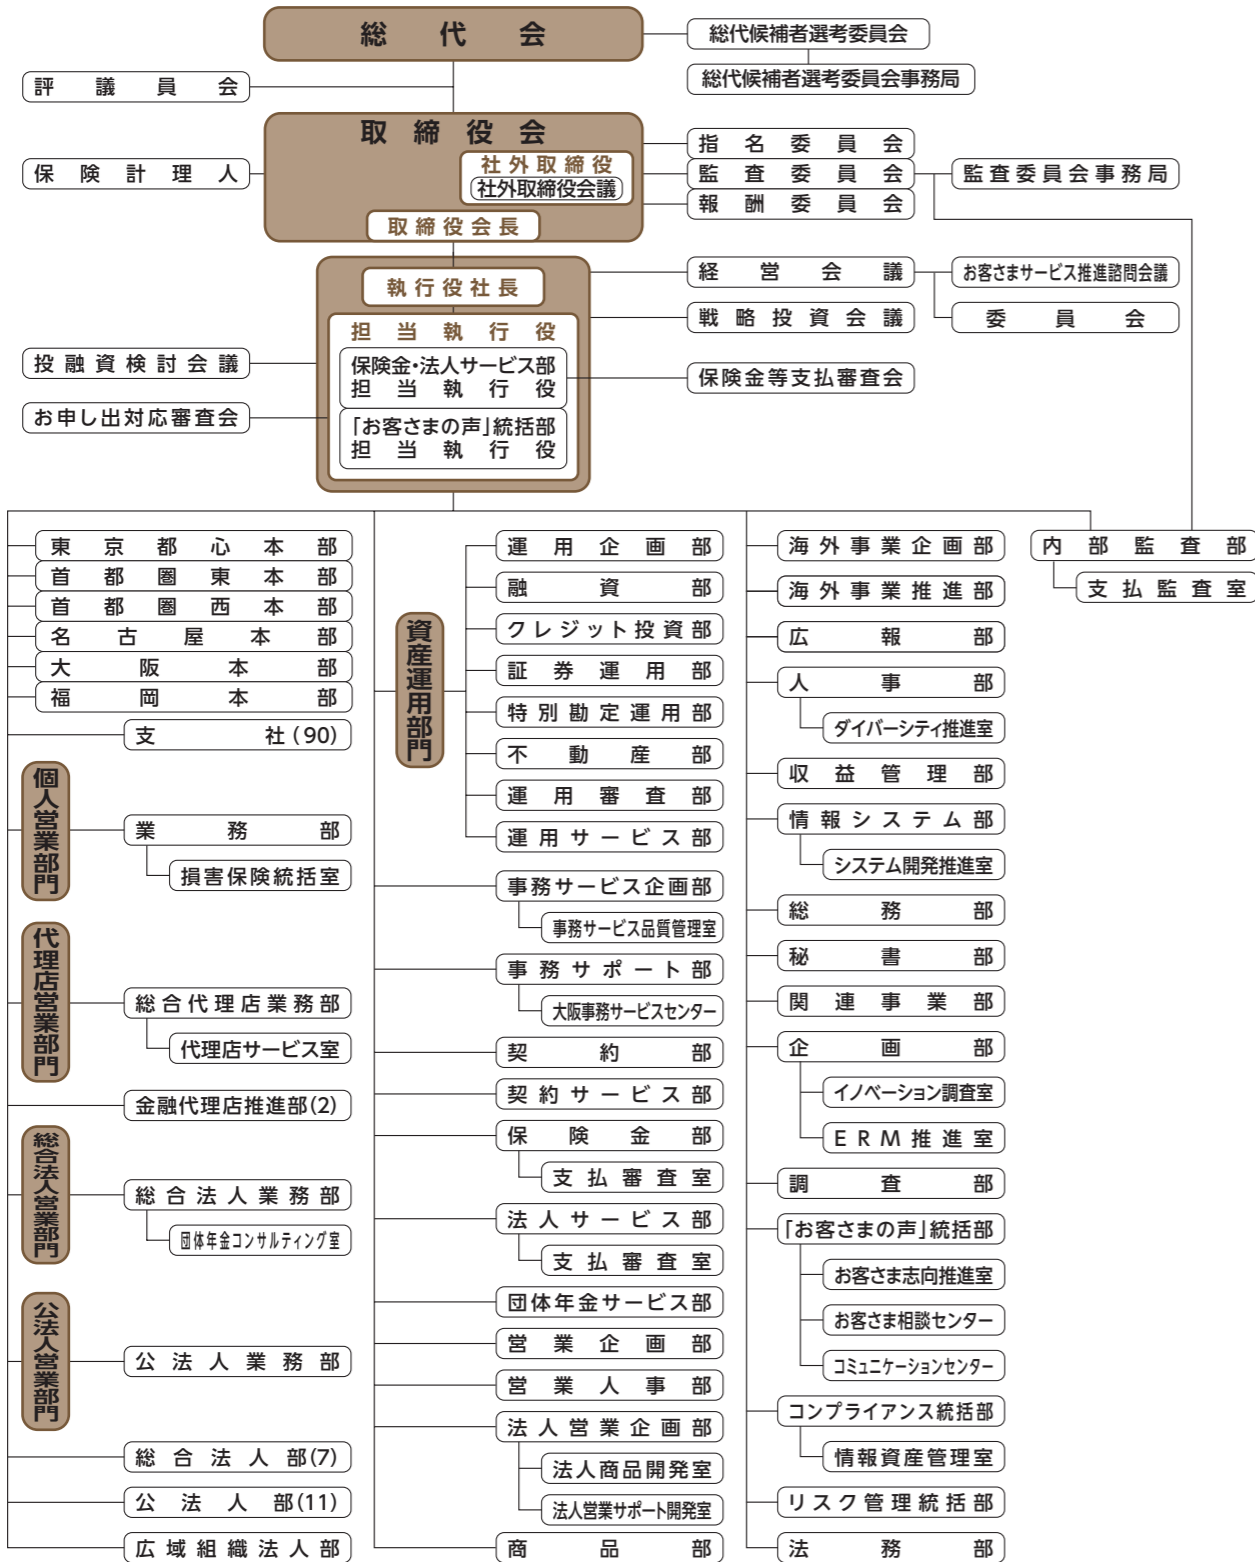 総代会
総代候補者選考委員会
総代候補者選考委員会事務局
評議員会
取締役会
社外取締役
社外取締役会議
取締役会長
保険計理人
指名委員会
監査委員会
監査委員会事務局
報酬委員会
執行役社長
担当執行役
保険金・法人サービス部
担当執行役
「お客さまの声」統括部
担当執行役
経営会議
お客さまサービス推進諮問会議
戦略投資会議
委員会
投融資検討会議
保険金等支払審査会
お申し出対応審査会
東京都心本部
首都圏東本部
首都圏西本部
名古屋本部
大阪本部
福岡本部
支社(90)
個人営業部門
業務部
損害保険統括室
代理店営業部門
総合代理店業務部
代理店サービス室
金融代理店推進部(2)
総合法人営業部門
総合法人業務部
団体年金コンサルティング室
公法人営業部門
公法人業務部
総合法人部(7)
公法人部(11)
広域組織法人部
資産運用部門
運用企画部
融資部
クレジット投資部
証券運用部
特別勘定運用部
不動産部
運用審査部
運用サービス部
事務サービス企画部
事務サービス品質管理室
事務サポート部
大阪事務サービスセンター
契約部
契約サービス部
保険金部
支払審査室
法人サービス部
支払審査室
団体年金サービス部
営業企画部
営業人事部
法人営業企画部
法人商品開発室
法人営業サポート開発室
商品部
海外事業企画部
海外事業推進部
広報部
人事部
ダイバーシティ推進室
収益管理部
情報システム部
システム開発推進室
総務部
秘書部
関連事業部
企画部
イノベーション調査室
ERM推進室
調査部
「お客さまの声」統括部
お客さま志向推進室
お客さま相談センター
コミュニケーションセンター
コンプライアンス統括部
情報資産管理室
リスク管理統括部
法務部
内部監査部
支払監査室